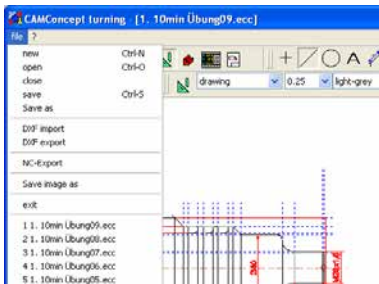 CAMConcept turning - [1. 10min Übung09.ecc]
file ?
new Ctrl-N
open Ctrl-O
close
save Ctrl-S
Save as
DXF import
DXF export
NC-Export
Save image as
exit
1 1. 10min Übung09.ecc
2 1. 10min Übung08.ecc
3 1. 10min Übung07.ecc
4 1. 10min Übung06.ecc
5 1. 10min Übung05.ecc
drawing 0.25 light-grey
A